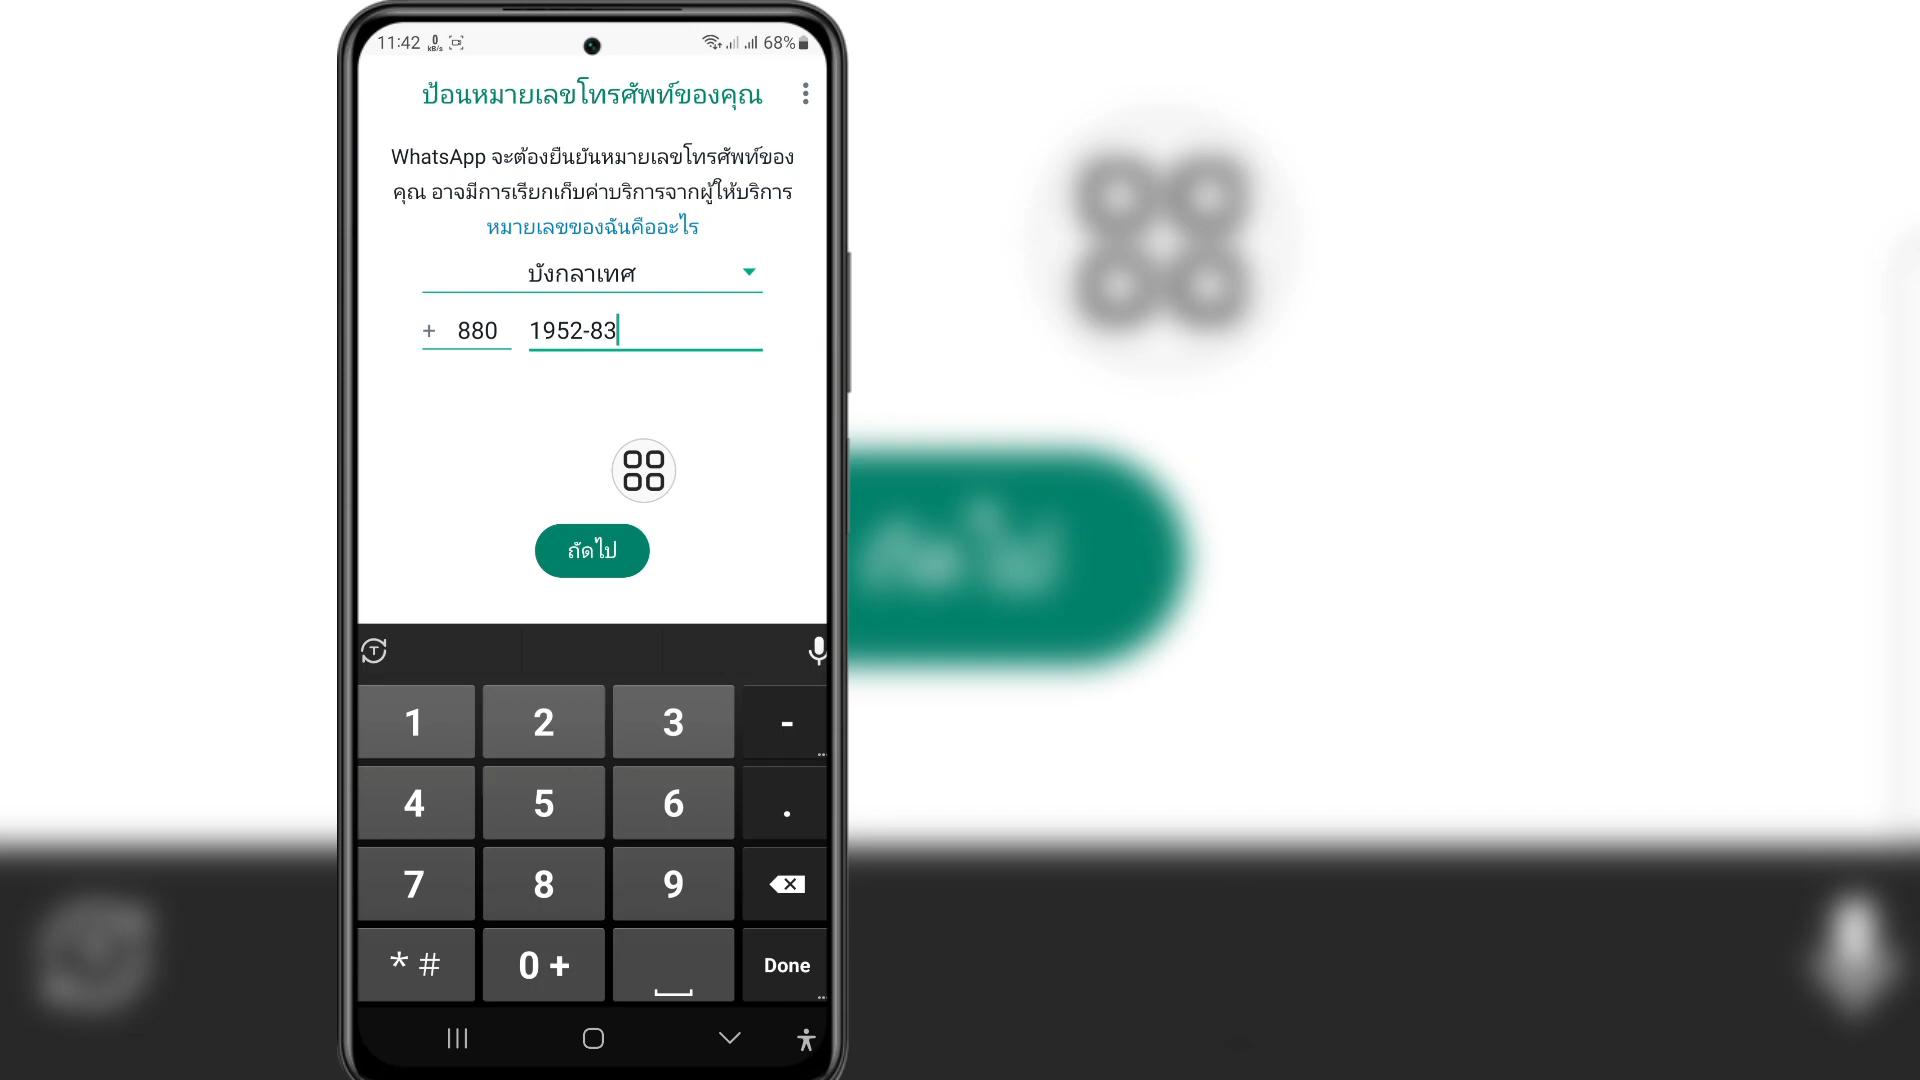 11:42 0 kB/s 68%
ป้อนหมายเลขโทรศัพท์ของคุณ
WhatsApp จะต้องยืนยันหมายเลขโทรศัพท์ของ
คุณ อาจมีการเรียกเก็บค่าบริการจากผู้ให้บริการ
หมายเลขของฉันคืออะไร
บังกลาเทศ
+ 880 1952-83
ถัดไป
T
1 2 3 -
4 5 6 .
7 8 9
* # 0 + Done